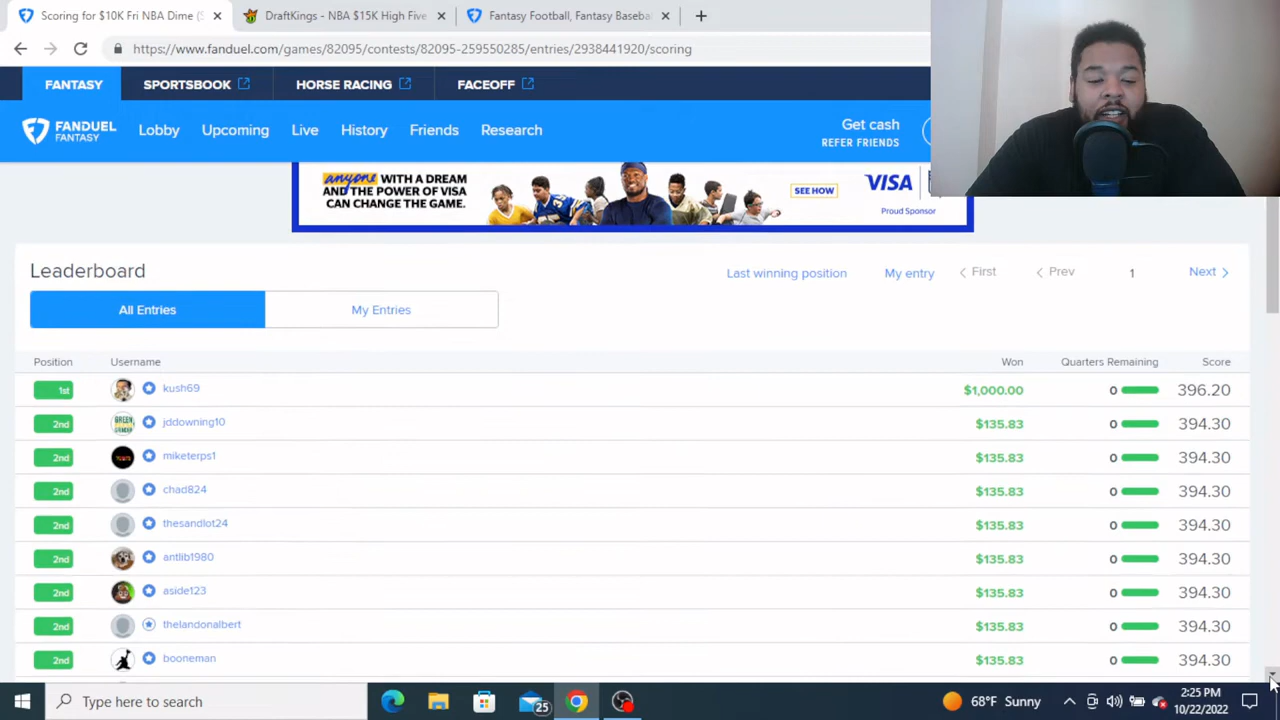 Scoring for $10K Fri NBA Dime (S
DraftKings - NBA $15K High Five
Fantasy Football, Fantasy Baseba
https://www.fanduel.com/games/82095/contests/82095-259550285/entries/2938441920/scoring
FANTASY
SPORTSBOOK
HORSE RACING
FACEOFF
FANDUEL
FANTASY
Lobby
Upcoming
Live
History
Friends
Research
Get cash
REFER FRIENDS
anyone WITH A DREAM
AND THE POWER OF VISA
CAN CHANGE THE GAME.
SEE HOW
VISA
Proud Sponsor
Leaderboard
Last winning position
My entry
First
Prev
1
Next
All Entries
My Entries
Position Username Won Quarters Remaining Score
1st kush69 $1,000.00 0 396.20
2nd jddowning10 $135.83 0 394.30
2nd miketerps1 $135.83 0 394.30
2nd chad824 $135.83 0 394.30
2nd thesandlot24 $135.83 0 394.30
2nd antlib1980 $135.83 0 394.30
2nd aside123 $135.83 0 394.30
2nd thelandonalbert $135.83 0 394.30
2nd booneman $135.83 0 394.30
Type here to search
25
68°F Sunny
2:25 PM
10/22/2022